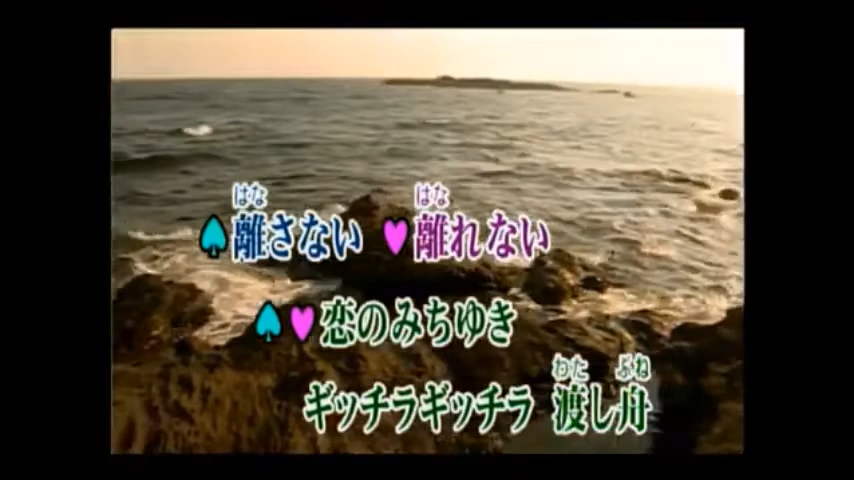 はな はな
♠離さない ♥離れない
♠♥恋のみちゆき
わた ぶね
ギッチラギッチラ 渡し舟